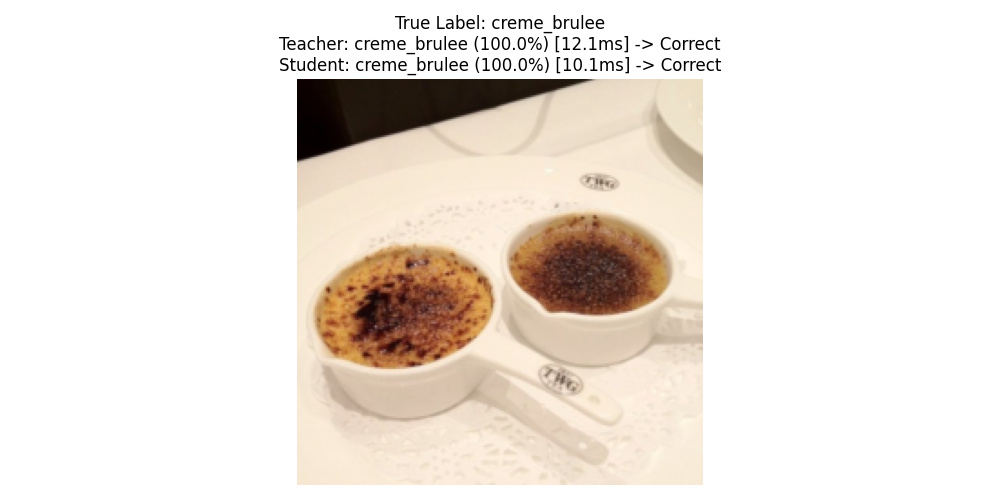 True Label: creme_brulee
Teacher: creme_brulee (100.0%) [12.1ms] -> Correct
Student: creme_brulee (100.0%) [10.1ms] -> Correct
TWG
TWG